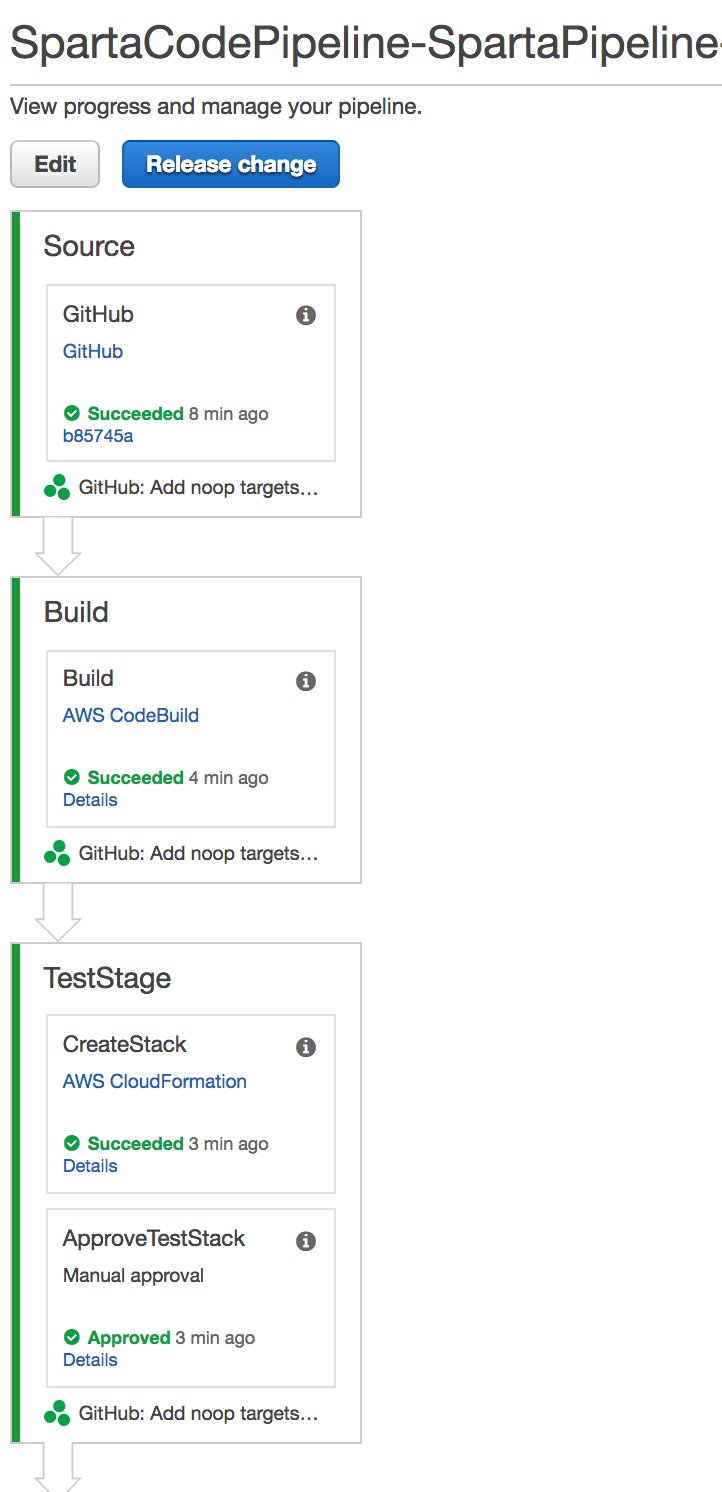 SpartaCodePipeline-SpartaPipeline-
View progress and manage your pipeline.
Edit
Release change
Source
GitHub
GitHub
Succeeded 8 min ago
b85745a
GitHub: Add noop targets…
Build
Build
AWS CodeBuild
Succeeded 4 min ago
Details
GitHub: Add noop targets…
TestStage
CreateStack
AWS CloudFormation
Succeeded 3 min ago
Details
ApproveTestStack
Manual approval
Approved 3 min ago
Details
GitHub: Add noop targets…